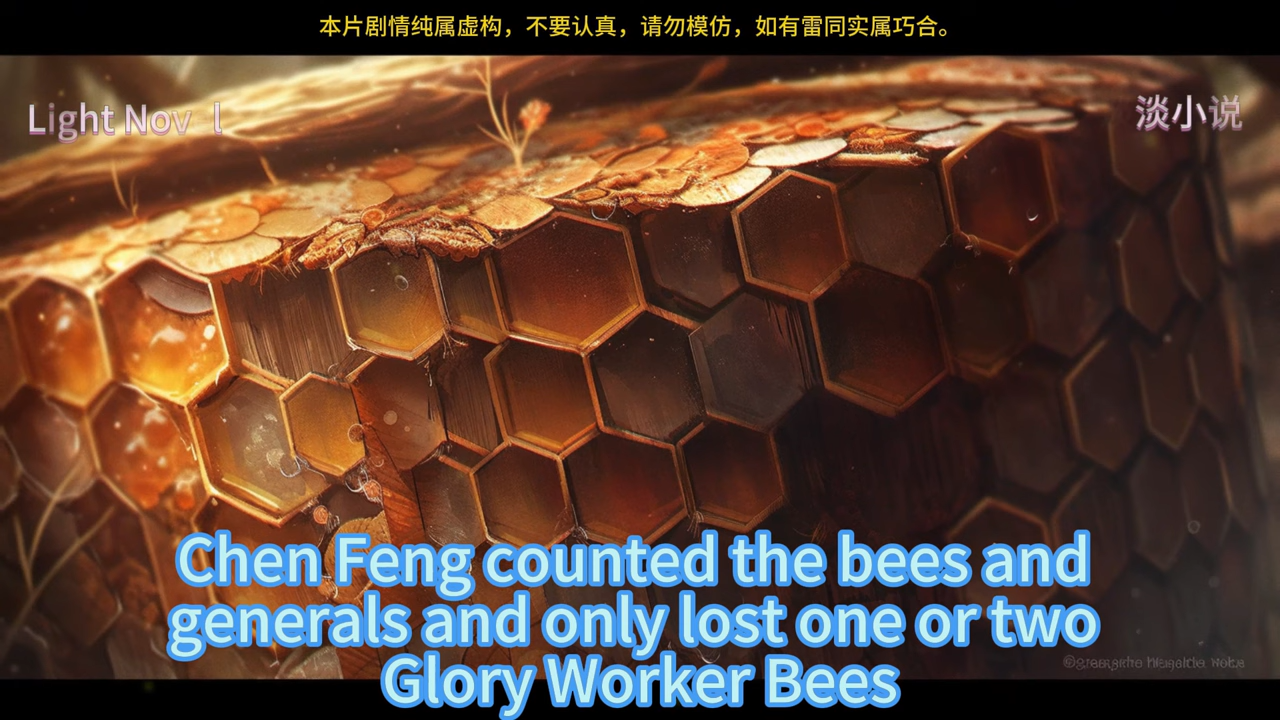 本片剧情纯属虚构，不要认真，请勿模仿，如有雷同实属巧合。
Light Nov l
淡小说
Chen Feng counted the bees and
generals and only lost one or two
Glory Worker Bees